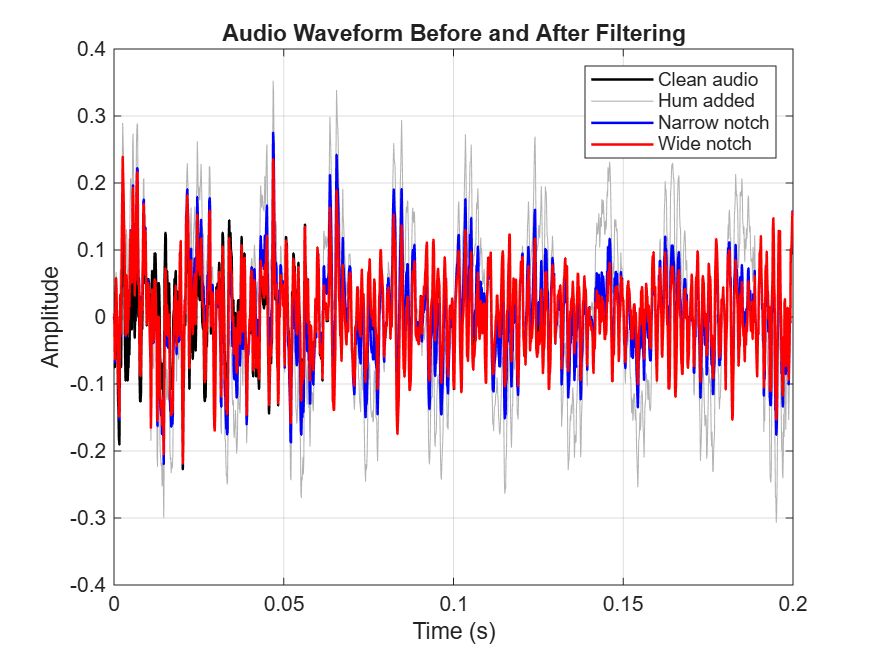 Audio Waveform Before and After Filtering
0.4
0.3
0.2
0.1
0
-0.1
-0.2
-0.3
-0.4
Amplitude
Clean audio
Hum added
Narrow notch
Wide notch
0
0.05
0.1
0.15
0.2
Time (s)